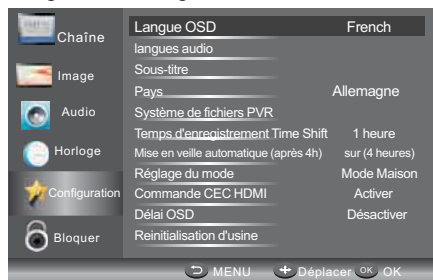 Chaîne
Image
Audio
Horloge
Configuration
Bloquer
Langue OSD French
langues audio
Sous-titre
Pays Allemagne
Système de fichiers PVR
Temps d'enregistrement Time Shift 1 heure
Mise en veille automatique (après 4h) sur (4 heures)
Réglage du mode Mode Maison
Commande CEC HDMI Activer
Délai OSD Désactiver
Reinitialisation d'usine
MENU Déplacer OK OK